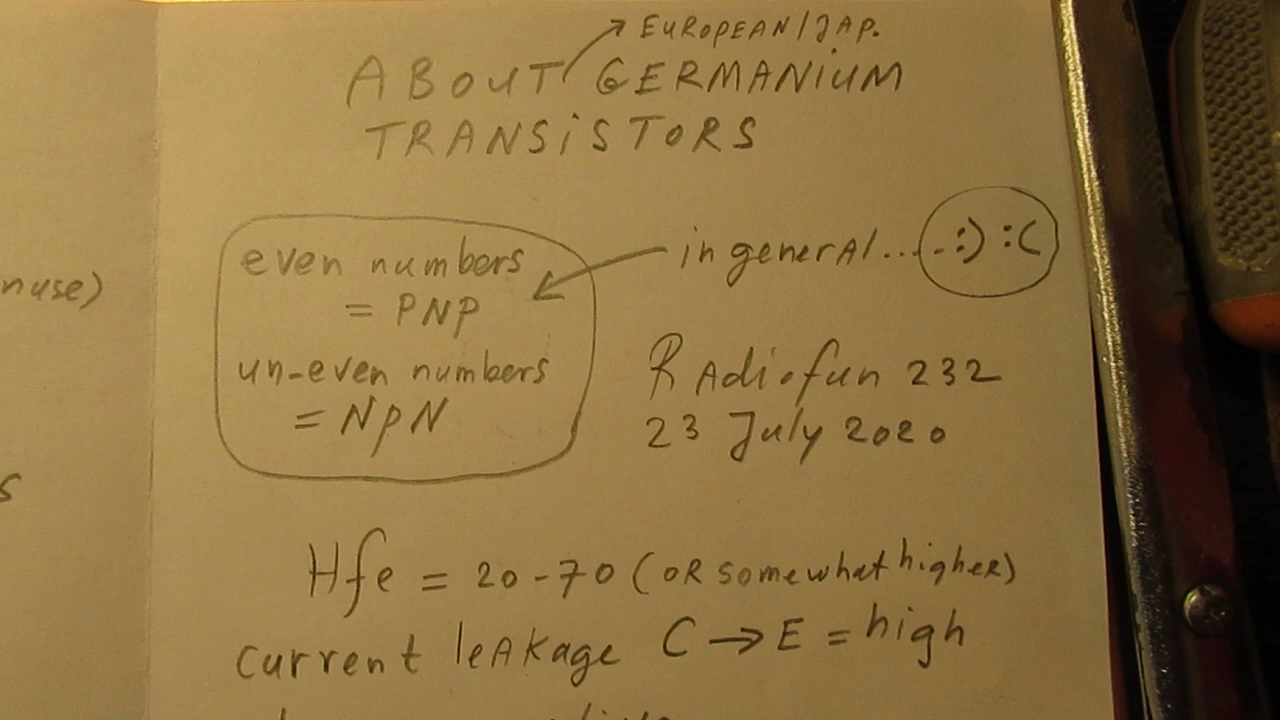 EUROPEAN/JAP.
ABOUT GERMANIUM
TRANSISTORS
even numbers
= PNP
un-even numbers
= NPN
in general..... :) :(
nuse)
Radiofun 232
23 July 2020
s
Hfe = 20-70 (OR somewhat higher)
current leakage C → E = high